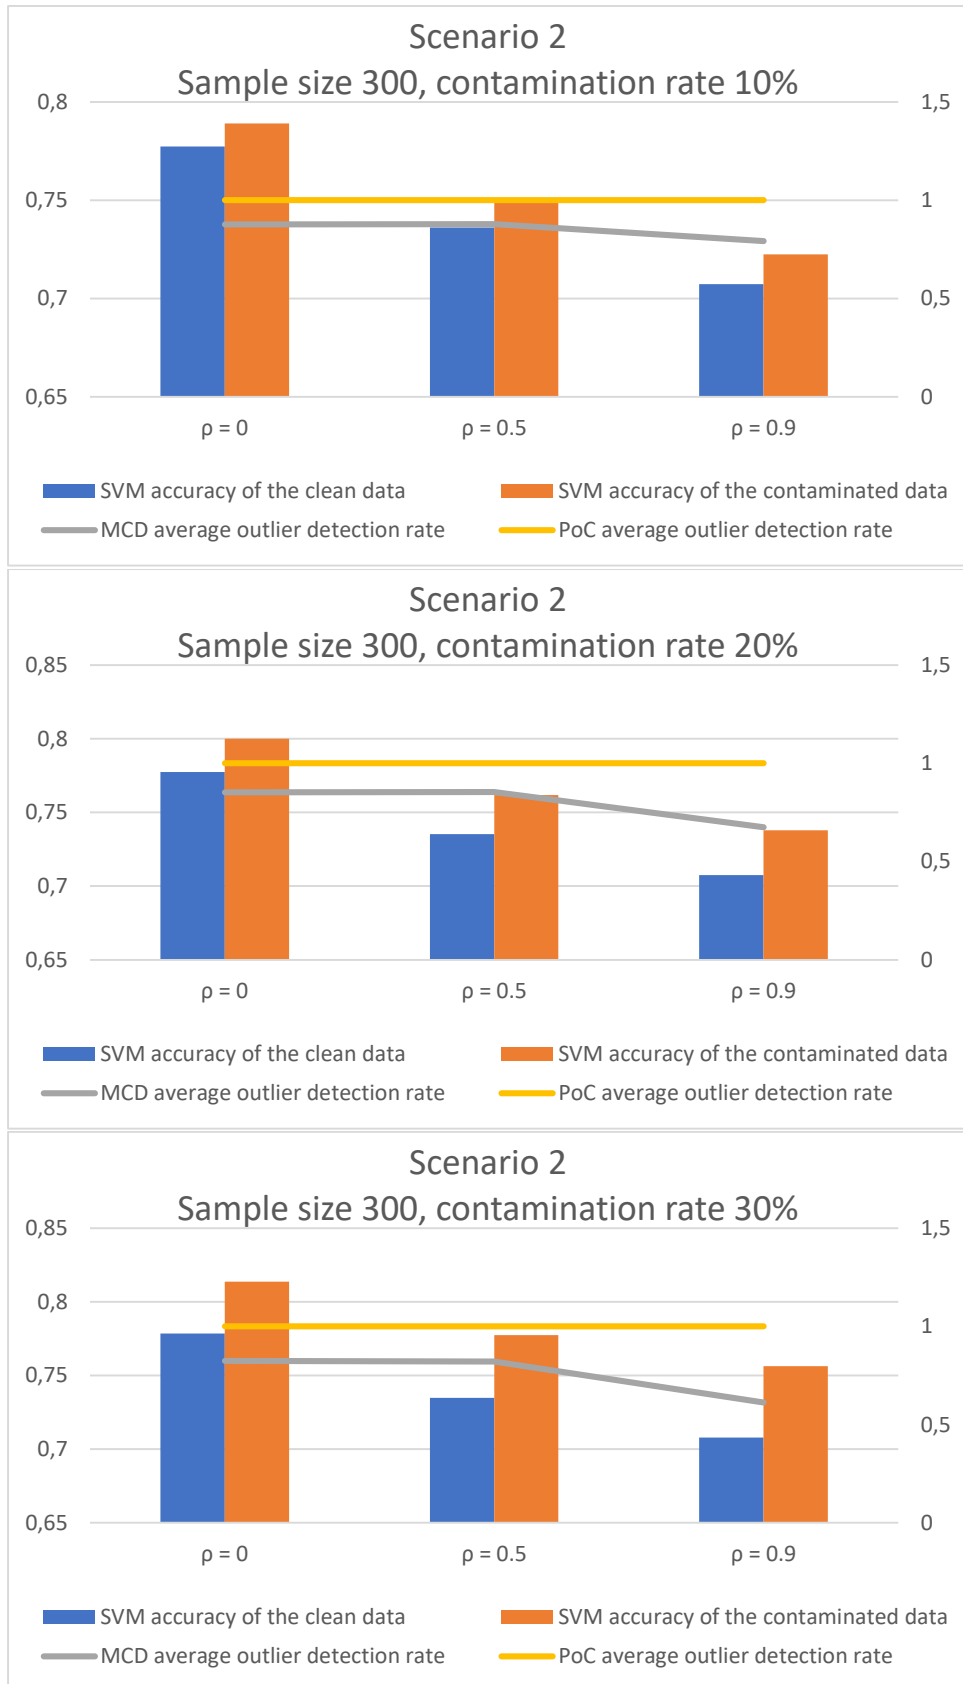 Scenario 2
Sample size 300, contamination rate 10%
0,8
0,75
0,7
0,65
1,5
1
0,5
0
ρ = 0
ρ = 0.5
ρ = 0.9
SVM accuracy of the clean data
SVM accuracy of the contaminated data
MCD average outlier detection rate
PoC average outlier detection rate
Scenario 2
Sample size 300, contamination rate 20%
0,85
0,8
0,75
0,7
0,65
1,5
1
0,5
0
ρ = 0
ρ = 0.5
ρ = 0.9
SVM accuracy of the clean data
SVM accuracy of the contaminated data
MCD average outlier detection rate
PoC average outlier detection rate
Scenario 2
Sample size 300, contamination rate 30%
0,85
0,8
0,75
0,7
0,65
1,5
1
0,5
0
ρ = 0
ρ = 0.5
ρ = 0.9
SVM accuracy of the clean data
SVM accuracy of the contaminated data
MCD average outlier detection rate
PoC average outlier detection rate